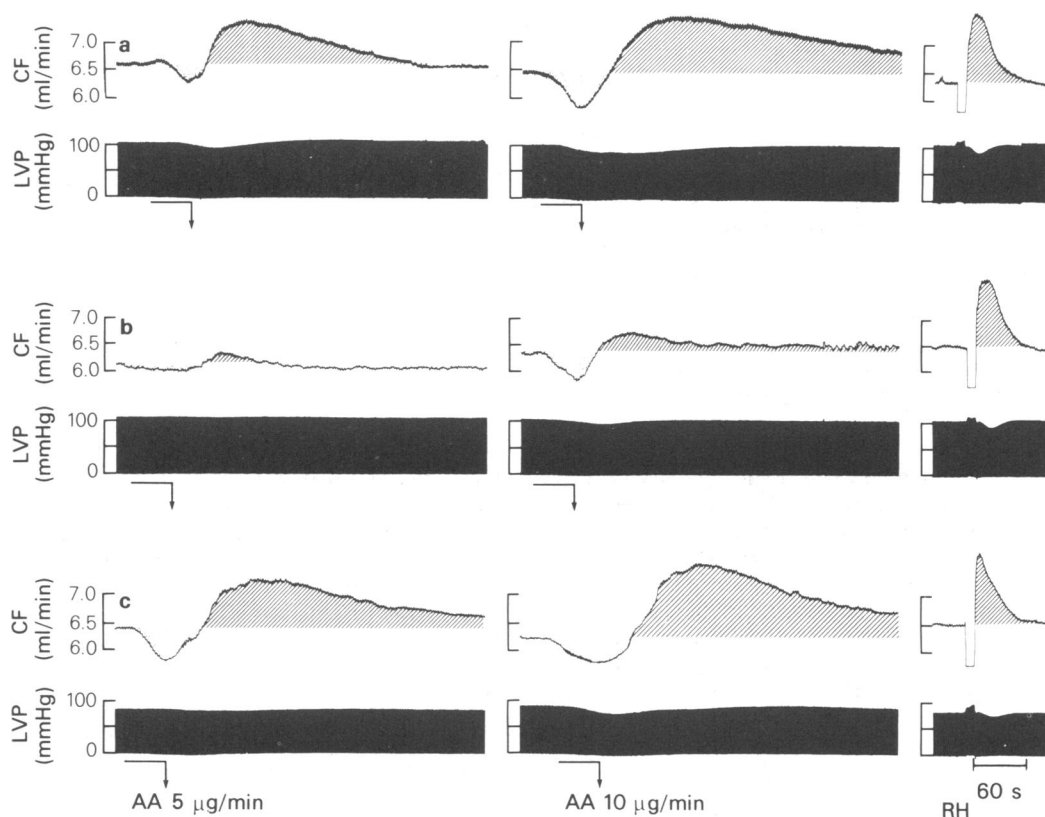 a
CF
(ml/min)
7.0
6.5
6.0
LVP
(mmHg)
100
0
b
CF
(ml/min)
7.0
6.5
6.0
LVP
(mmHg)
100
0
c
CF
(ml/min)
7.0
6.5
6.0
LVP
(mmHg)
100
0
AA 5 μg/min
AA 10 μg/min
RH
60 s